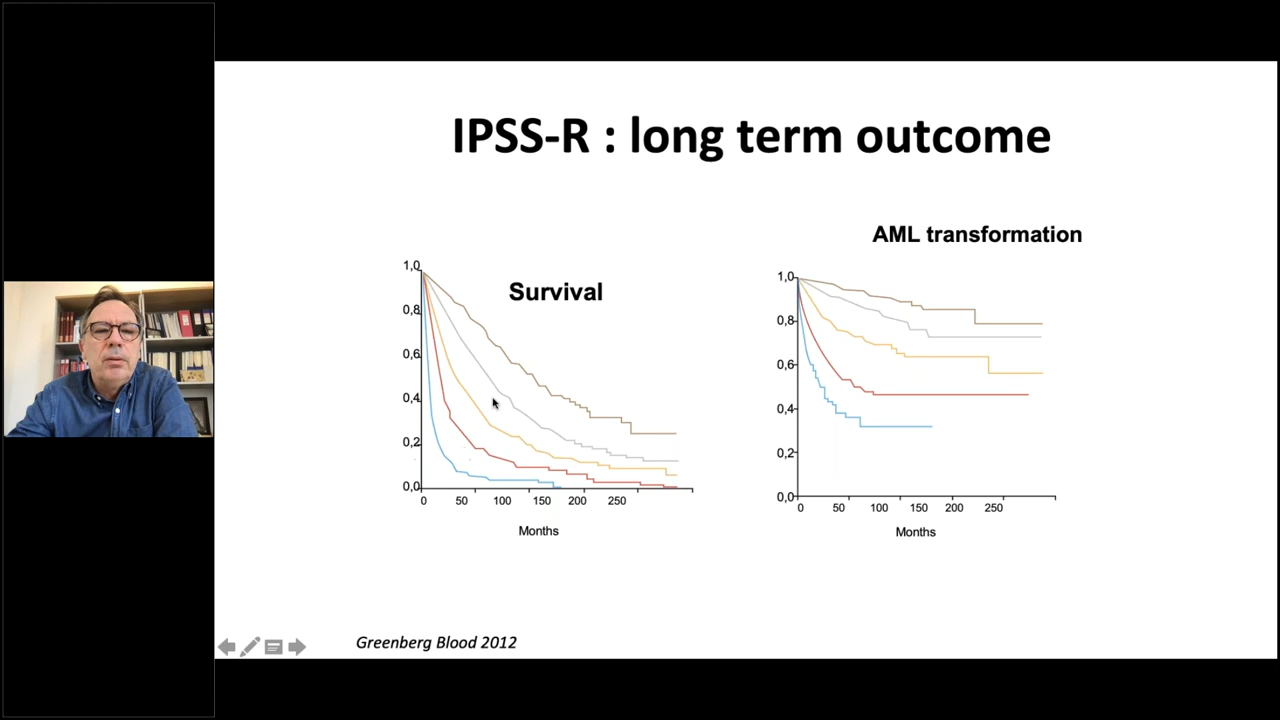 IPSS-R : long term outcome
Survival
1,0
0,8
0,6
0,4
0,2
0,0
0 50 100 150 200 250
Months
AML transformation
1,0
0,8
0,6
0,4
0,2
0,0
0 50 100 150 200 250
Months
Greenberg Blood 2012